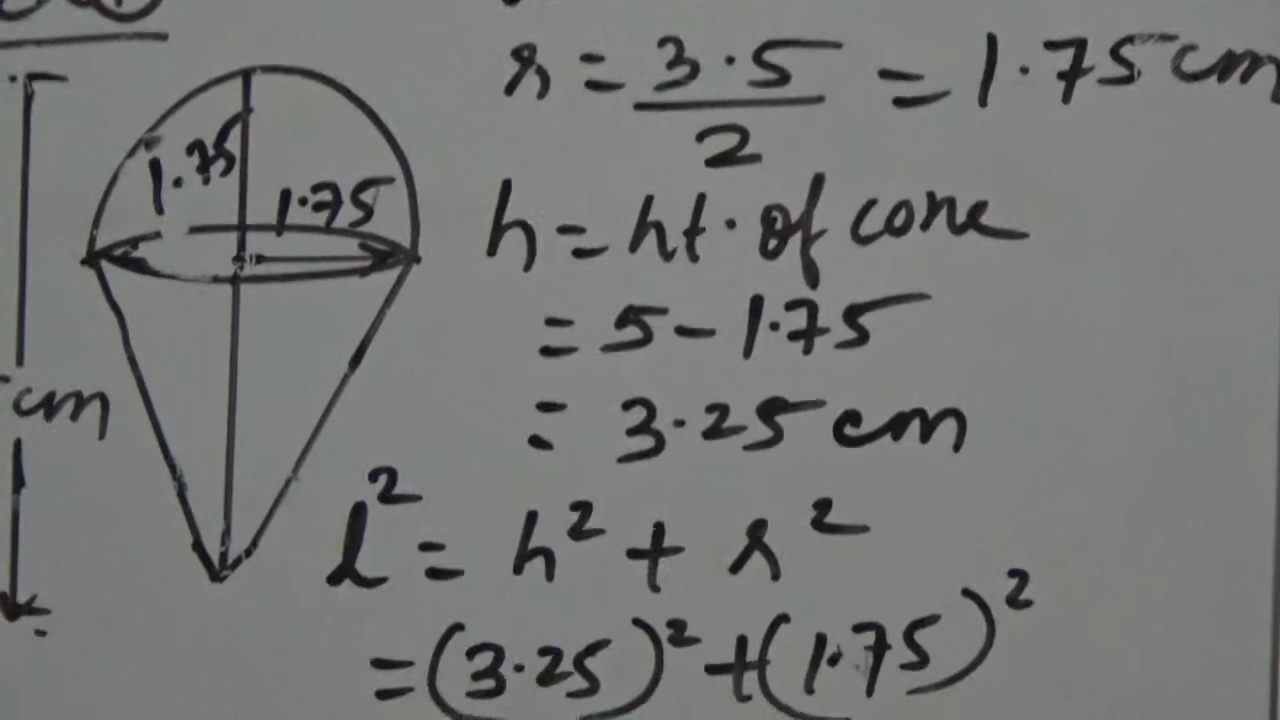 r = 3.5/2 = 1.75 cm
1.75
1.75
h = ht. of cone
= 5 - 1.75
= 3.25 cm
cm
l² = h² + r²
= (3.25)² + (1.75)²